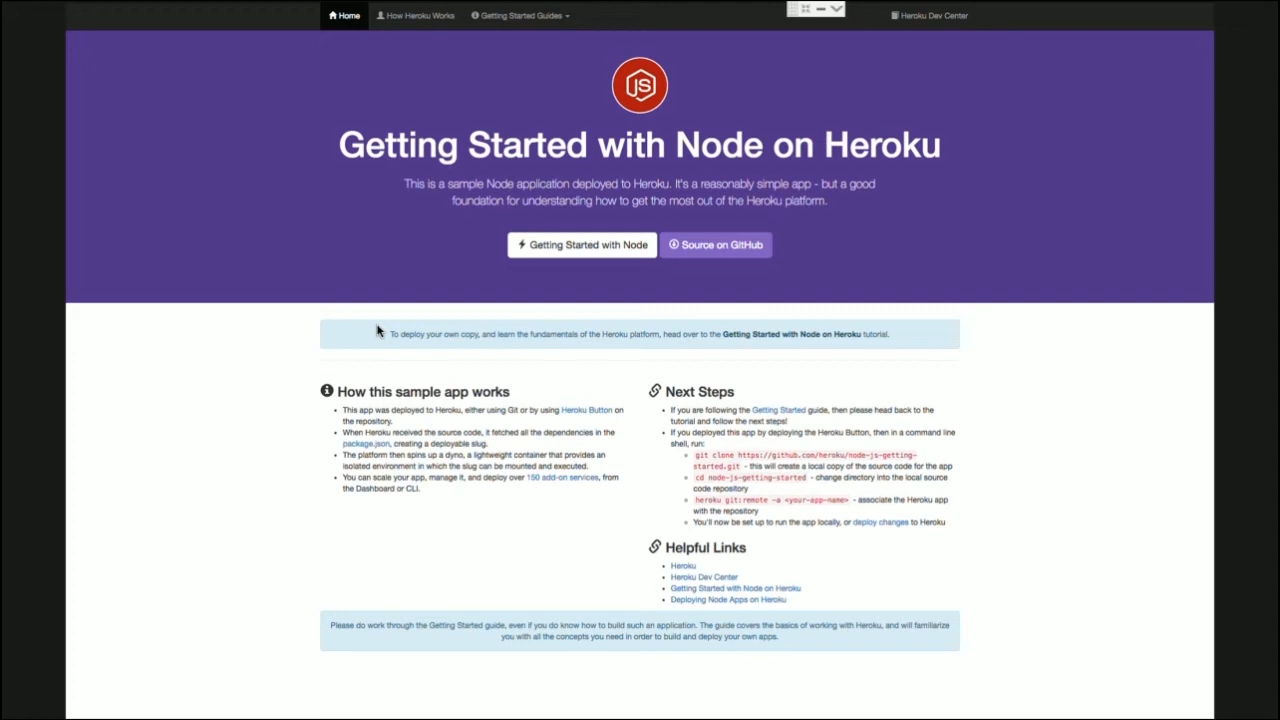 Home How Heroku Works Getting Started Guides Heroku Dev Center
JS
Getting Started with Node on Heroku
This is a sample Node application deployed to Heroku. It's a reasonably simple app - but a good
foundation for understanding how to get the most out of the Heroku platform.
Getting Started with Node Source on GitHub
To deploy your own copy, and learn the fundamentals of the Heroku platform, head over to the Getting Started with Node on Heroku tutorial.
How this sample app works
This app was deployed to Heroku, either using Git or by using Heroku Button on
the repository.
When Heroku received the source code, it fetched all the dependencies in the
package.json, creating a deployable slug.
The platform then spins up a dyno, a lightweight container that provides an
isolated environment in which the slug can be mounted and executed.
You can scale your app, manage it, and deploy over 150 add-on services, from
the Dashboard or CLI.
Next Steps
If you are following the Getting Started guide, then please head back to the
tutorial and follow the next steps!
If you deployed this app by deploying the Heroku Button, then in a command line
shell, run:
git clone https://github.com/heroku/node-js-getting-
started.git - this will create a local copy of the source code for the app
cd node-js-getting-started - change directory into the local source
code repository
heroku git:remote -a <your-app-name> - associate the Heroku app
with the repository
You'll now be set up to run the app locally, or deploy changes to Heroku
Helpful Links
Heroku
Heroku Dev Center
Getting Started with Node on Heroku
Deploying Node Apps on Heroku
Please do work through the Getting Started guide, even if you do know how to build such an application. The guide covers the basics of working with Heroku, and will familiarize
you with all the concepts you need in order to build and deploy your own apps.